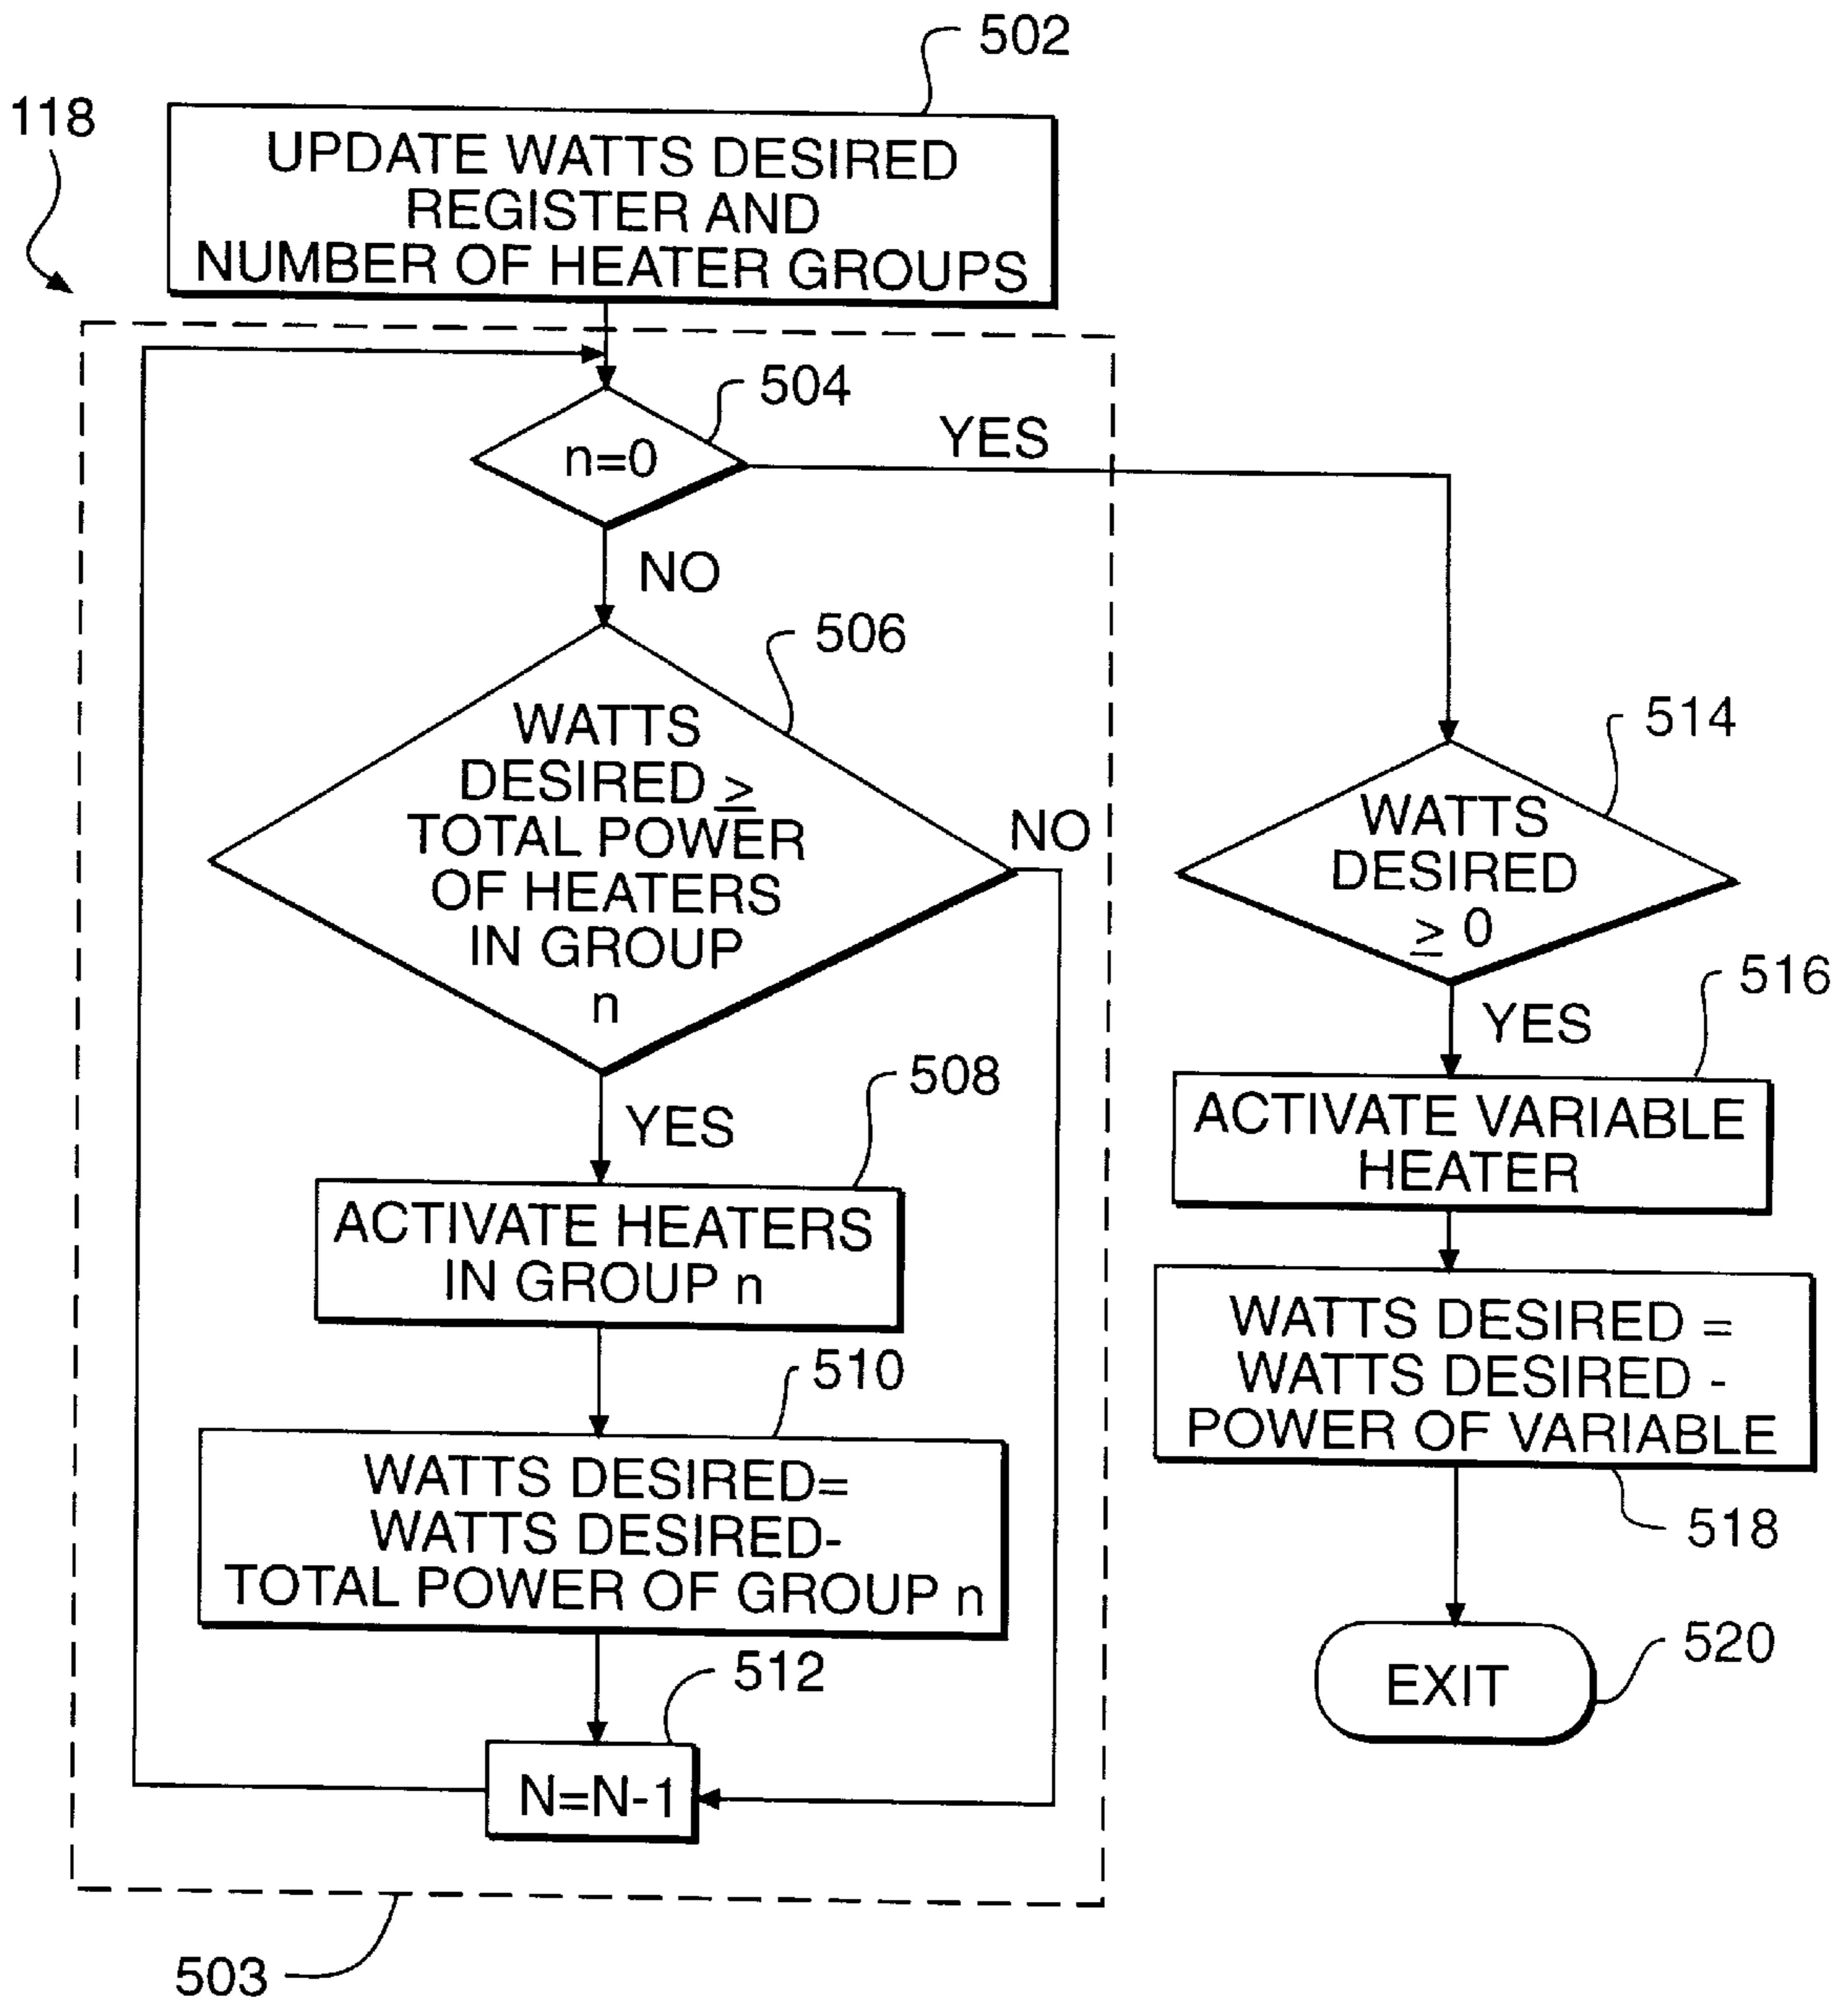 502
118
UPDATE WATTS DESIRED
REGISTER AND
NUMBER OF HEATER GROUPS
504
n=0
YES
NO
506
WATTS
DESIRED ≥
TOTAL POWER
OF HEATERS
IN GROUP
n
NO
514
WATTS
DESIRED
≥ 0
YES
516
ACTIVATE VARIABLE
HEATER
508
YES
ACTIVATE HEATERS
IN GROUP n
WATTS DESIRED =
WATTS DESIRED -
POWER OF VARIABLE
518
510
WATTS DESIRED=
WATTS DESIRED-
TOTAL POWER OF GROUP n
512
N=N-1
EXIT
520
503